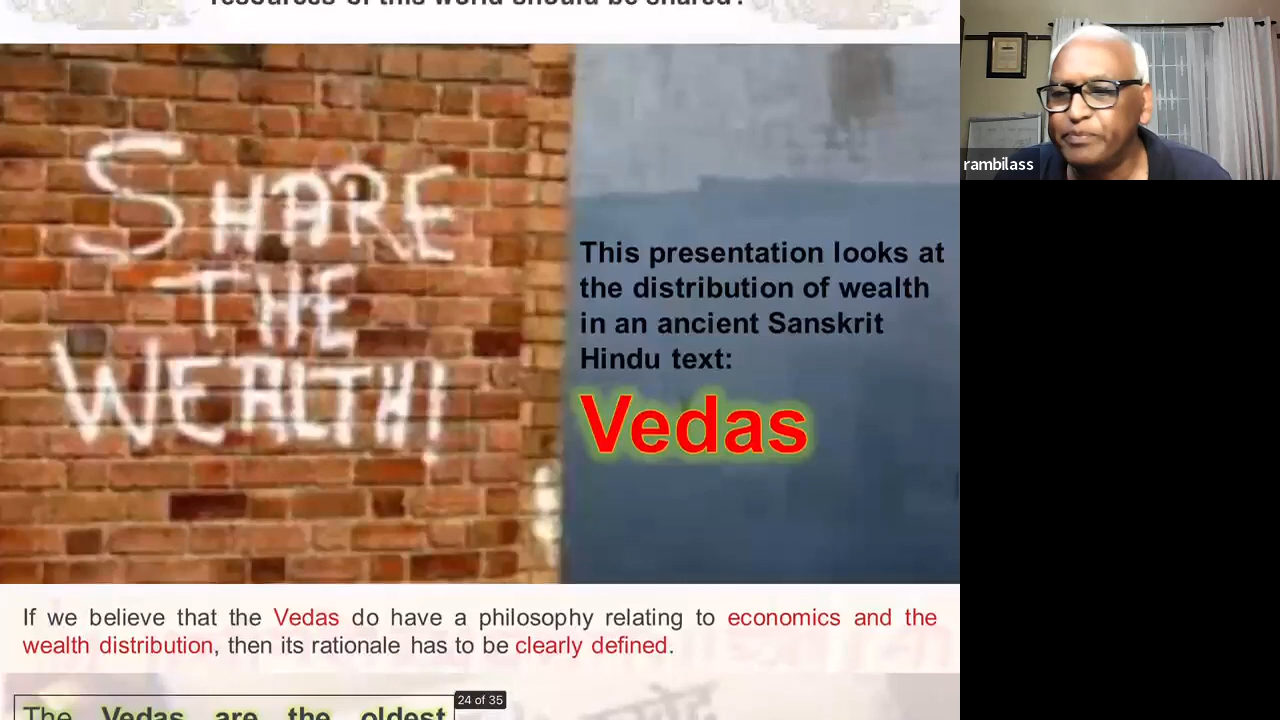 resources of this world should be shared?
SHARE
THE
WEALTH!
This presentation looks at
the distribution of wealth
in an ancient Sanskrit
Hindu text:
Vedas
rambilass
If we believe that the Vedas do have a philosophy relating to economics and the
wealth distribution, then its rationale has to be clearly defined.
24 of 35
The Vedas are the oldest